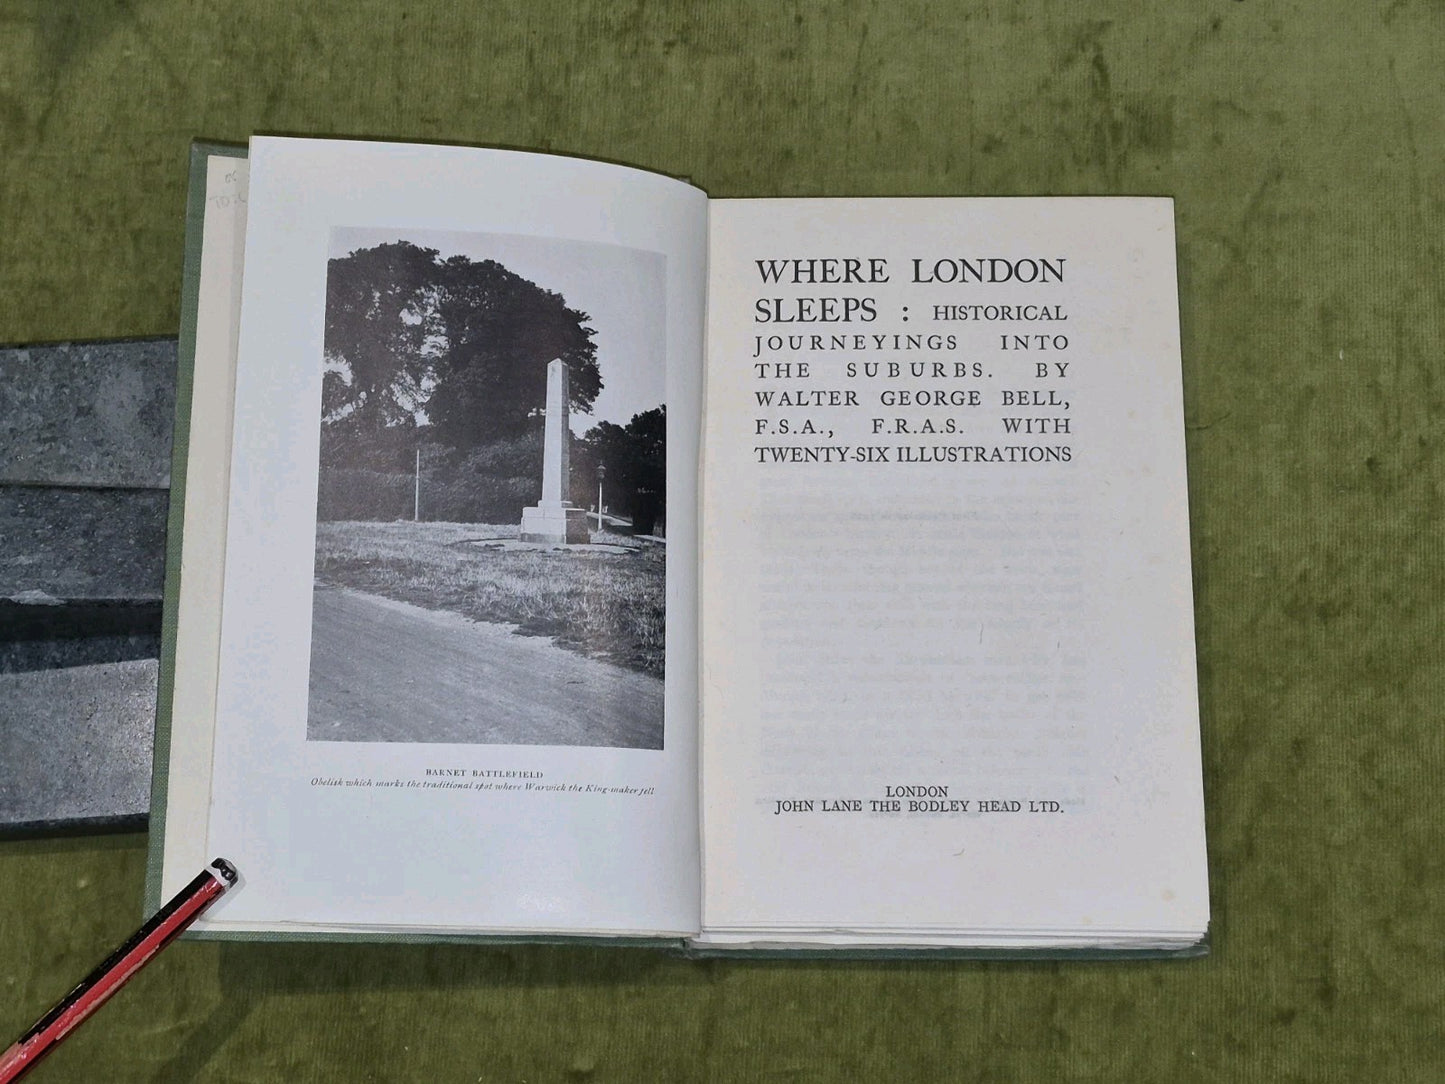 BARNET BATTLEFIELD
Obelisk which marks the traditional spot where Warwick the King-maker fell
WHERE LONDON
SLEEPS : HISTORICAL
JOURNEYINGS INTO
THE SUBURBS. BY
WALTER GEORGE BELL,
F.S.A., F.R.A.S. WITH
TWENTY-SIX ILLUSTRATIONS
LONDON
JOHN LANE THE BODLEY HEAD LTD.